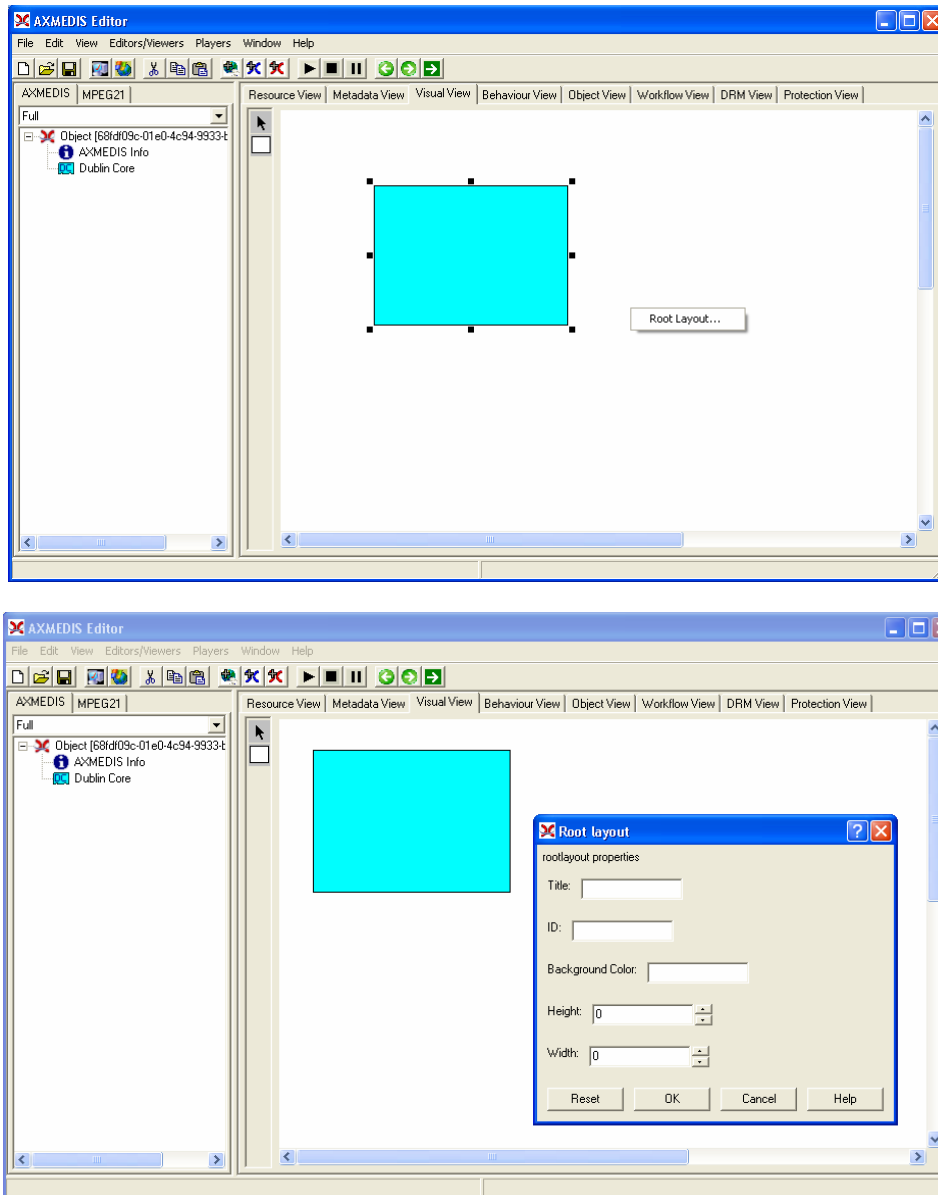 AXMEDIS Editor
File Edit View Editors/Viewers Players Window Help
AXMEDIS MPEG21
Resource View Metadata View Visual View Behaviour View Object View Workflow View DRM View Protection View
Full
Object [68fdf09c-01e0-4c94-9933-b
AXMEDIS Info
DC Dublin Core
Root Layout...
AXMEDIS Editor
File Edit View Editors/Viewers Players Window Help
AXMEDIS MPEG21
Resource View Metadata View Visual View Behaviour View Object View Workflow View DRM View Protection View
Full
Object [68fdf09c-01e0-4c94-9933-b
AXMEDIS Info
DC Dublin Core
Root layout
rootlayout properties
Title:
ID:
Background Color:
Height: 0
Width: 0
Reset OK Cancel Help